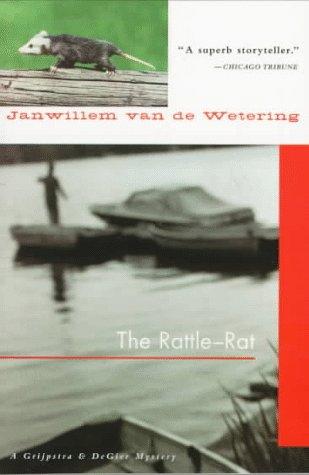 “A superb storyteller.”
—CHICAGO TRIBUNE
Janwillem van de Wetering
The Rattle–Rat
A Grijpstra & DeGier Mystery